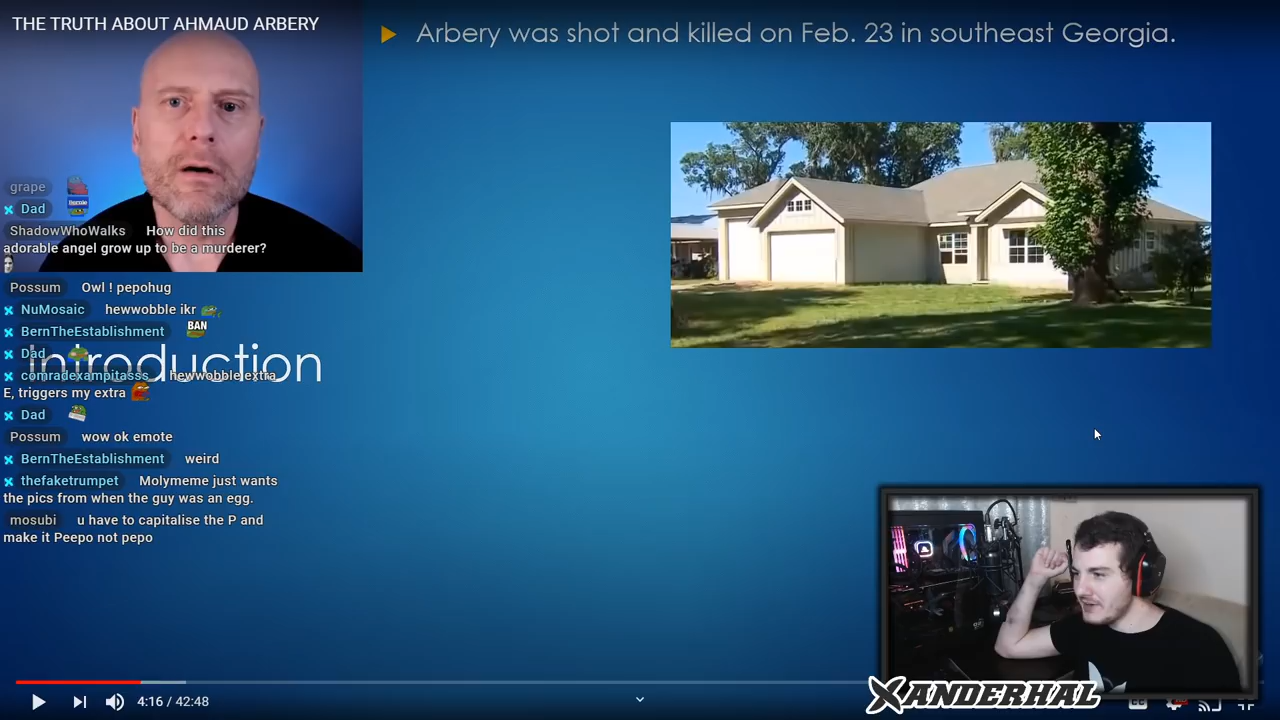 THE TRUTH ABOUT AHMAUD ARBERY
Arbery was shot and killed on Feb. 23 in southeast Georgia.
grape
Dad
ShadowWhoWalks How did this
adorable angel grow up to be a murderer?
Possum Owl ! pepohug
NuMosaic hewwobble ikr
BernTheEstablishment BAN
Dad
Introduction
comradexampitasss hewwobble extra
E, triggers my extra
Dad
Possum wow ok emote
BernTheEstablishment weird
thefaketrumpet Molymeme just wants
the pics from when the guy was an egg.
mosubi u have to capitalise the P and
make it Peepo not pepo
XANDERHAL
4:16 / 42:48